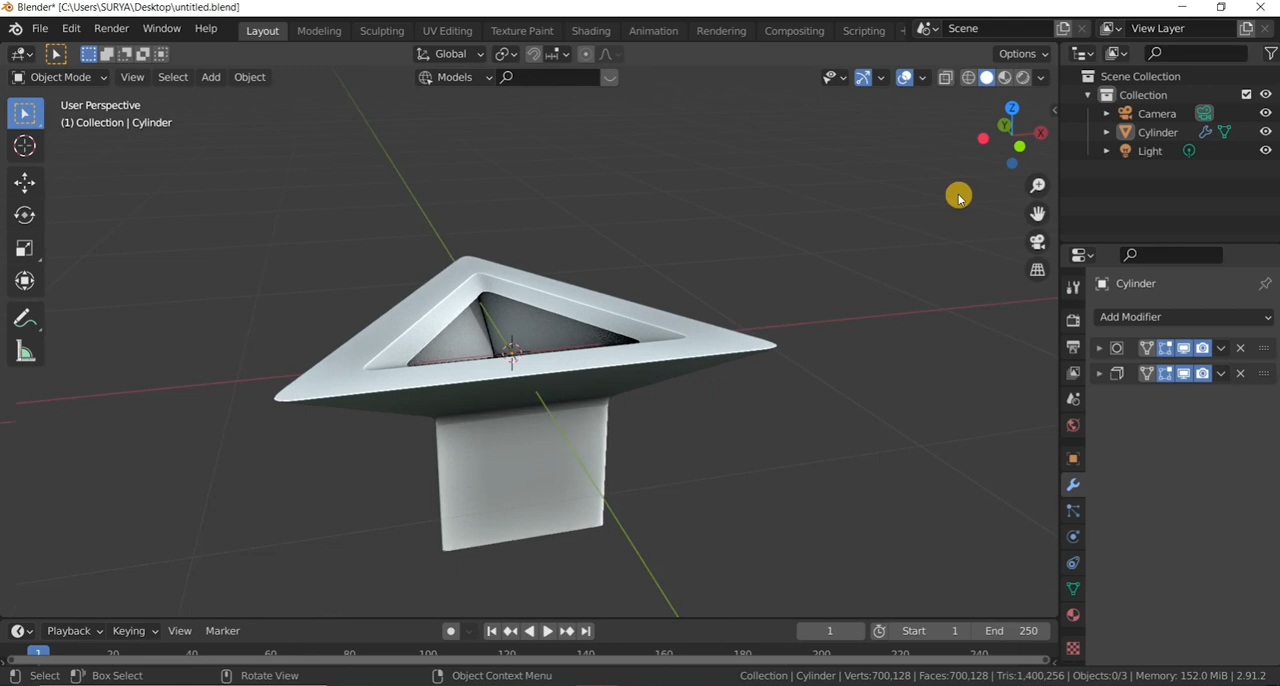 Blender* [C:\Users\SURYA\Desktop\untitled.blend]
File Edit Render Window Help Layout Modeling Sculpting UV Editing Texture Paint Shading Animation Rendering Compositing Scripting Scene View Layer
Global Options
Object Mode View Select Add Object Models
User Perspective
(1) Collection | Cylinder
Z
Y
X
Scene Collection
Collection
Camera
Cylinder
Light
Cylinder
Add Modifier
Playback Keying View Marker 1 Start 1 End 250
1 20 40 60 80 100 120 140 160 180 200 220 240
Select Box Select Rotate View Object Context Menu Collection | Cylinder | Verts:700,128 | Faces:700,128 | Tris:1,400,256 | Objects:0/3 | Memory: 152.0 MiB | 2.91.2